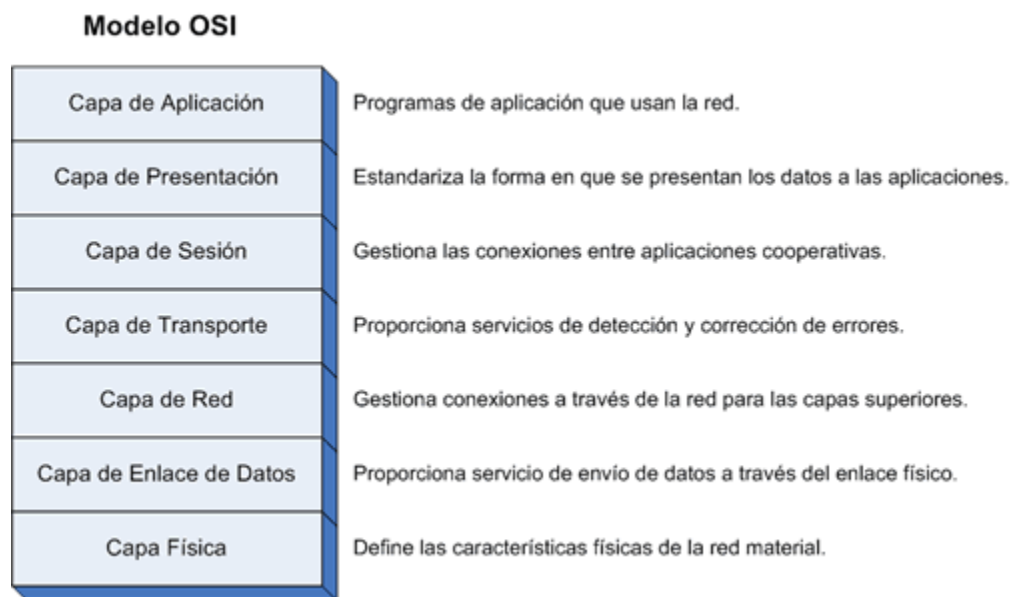 Modelo OSI
Capa de Aplicación
Programas de aplicación que usan la red.
Capa de Presentación
Estandariza la forma en que se presentan los datos a las aplicaciones.
Capa de Sesión
Gestiona las conexiones entre aplicaciones cooperativas.
Capa de Transporte
Proporciona servicios de detección y corrección de errores.
Capa de Red
Gestiona conexiones a través de la red para las capas superiores.
Capa de Enlace de Datos
Proporciona servicio de envío de datos a través del enlace físico.
Capa Física
Define las características físicas de la red material.